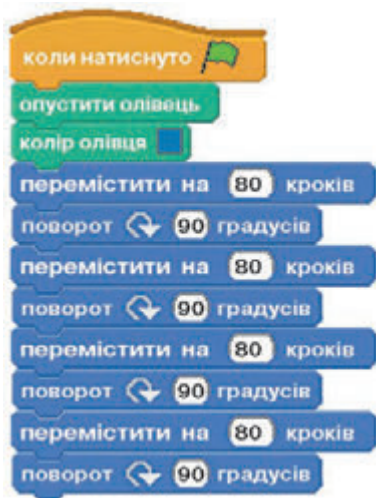 коли натиснуто
опустити олівець
колір олівця
перемістити на 80 кроків
поворот 90 градусів
перемістити на 80 кроків
поворот 90 градусів
перемістити на 80 кроків
поворот 90 градусів
перемістити на 80 кроків
поворот 90 градусів